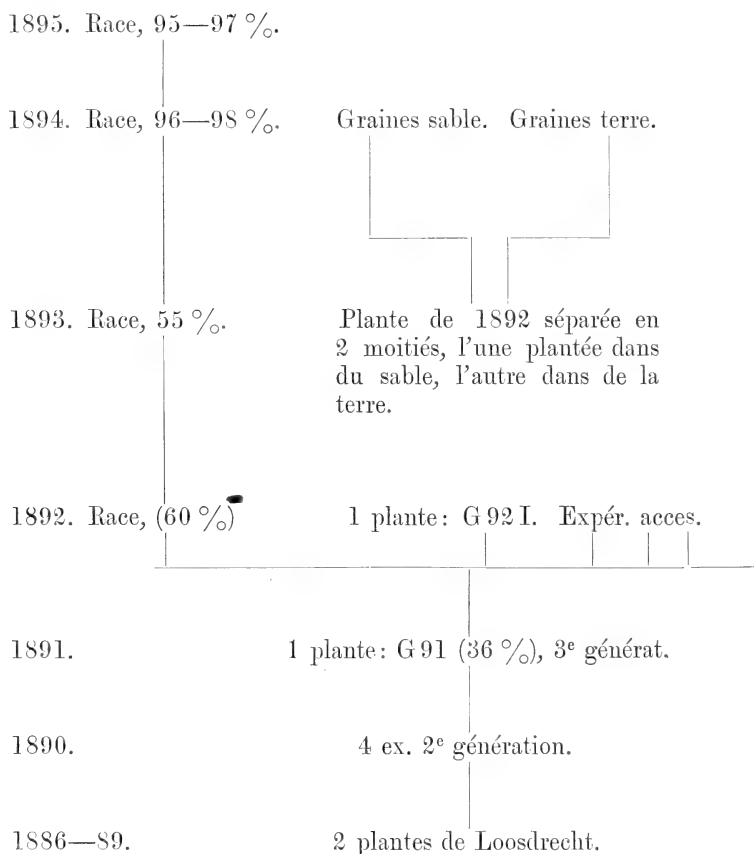 1895. Race, 95—97 %.
1894. Race, 96—98 %. Graines sable. Graines terre.
1893. Race, 55 %. Plante de 1892 séparée en
2 moitiés, l'une plantée dans
du sable, l'autre dans de la
terre.
1892. Race, (60 %) 1 plante: G 92 I. Expér. acces.
1891. 1 plante: G 91 (36 %), 3e générat.
1890. 4 ex. 2e génération.
1886—89. 2 plantes de Loosdrecht.